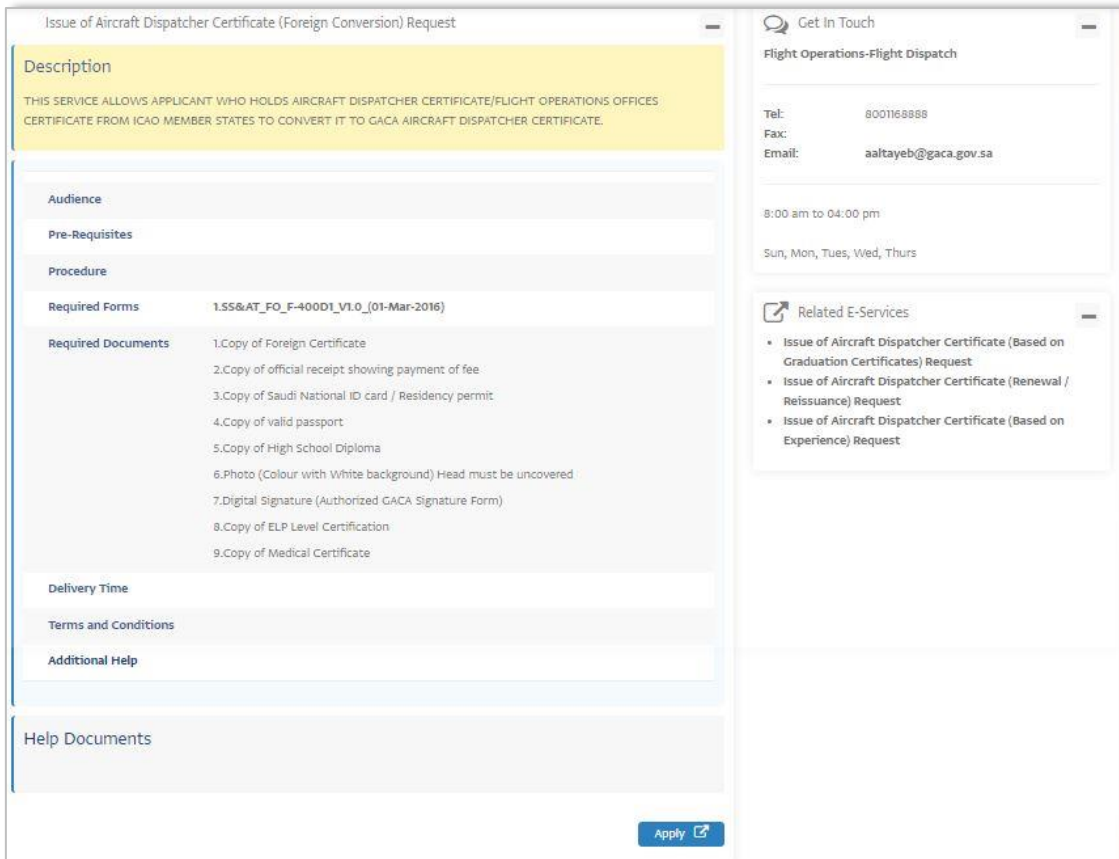 Issue of Aircraft Dispatcher Certificate (Foreign Conversion) Request
Description
THIS SERVICE ALLOWS APPLICANT WHO HOLDS AIRCRAFT DISPATCHER CERTIFICATE/FLIGHT OPERATIONS OFFICES
CERTIFICATE FROM ICAO MEMBER STATES TO CONVERT IT TO GACA AIRCRAFT DISPATCHER CERTIFICATE.
Audience
Pre-Requisites
Procedure
Required Forms 1.SS&AT_FO_F-400D1_V1.0_(01-Mar-2016)
Required Documents 1.Copy of Foreign Certificate
2.Copy of official receipt showing payment of fee
3.Copy of Saudi National ID card / Residency permit
4.Copy of valid passport
5.Copy of High School Diploma
6.Photo (Colour with White background) Head must be uncovered
7.Digital Signature (Authorized GACA Signature Form)
8.Copy of ELP Level Certification
9.Copy of Medical Certificate
Delivery Time
Terms and Conditions
Additional Help
Help Documents
Apply
Get In Touch
Flight Operations-Flight Dispatch
Tel: 8001168888
Fax:
Email: aaltayeb@gaca.gov.sa
8:00 am to 04:00 pm
Sun, Mon, Tues, Wed, Thurs
Related E-Services
• Issue of Aircraft Dispatcher Certificate (Based on
Graduation Certificates) Request
• Issue of Aircraft Dispatcher Certificate (Renewal /
Reissuance) Request
• Issue of Aircraft Dispatcher Certificate (Based on
Experience) Request